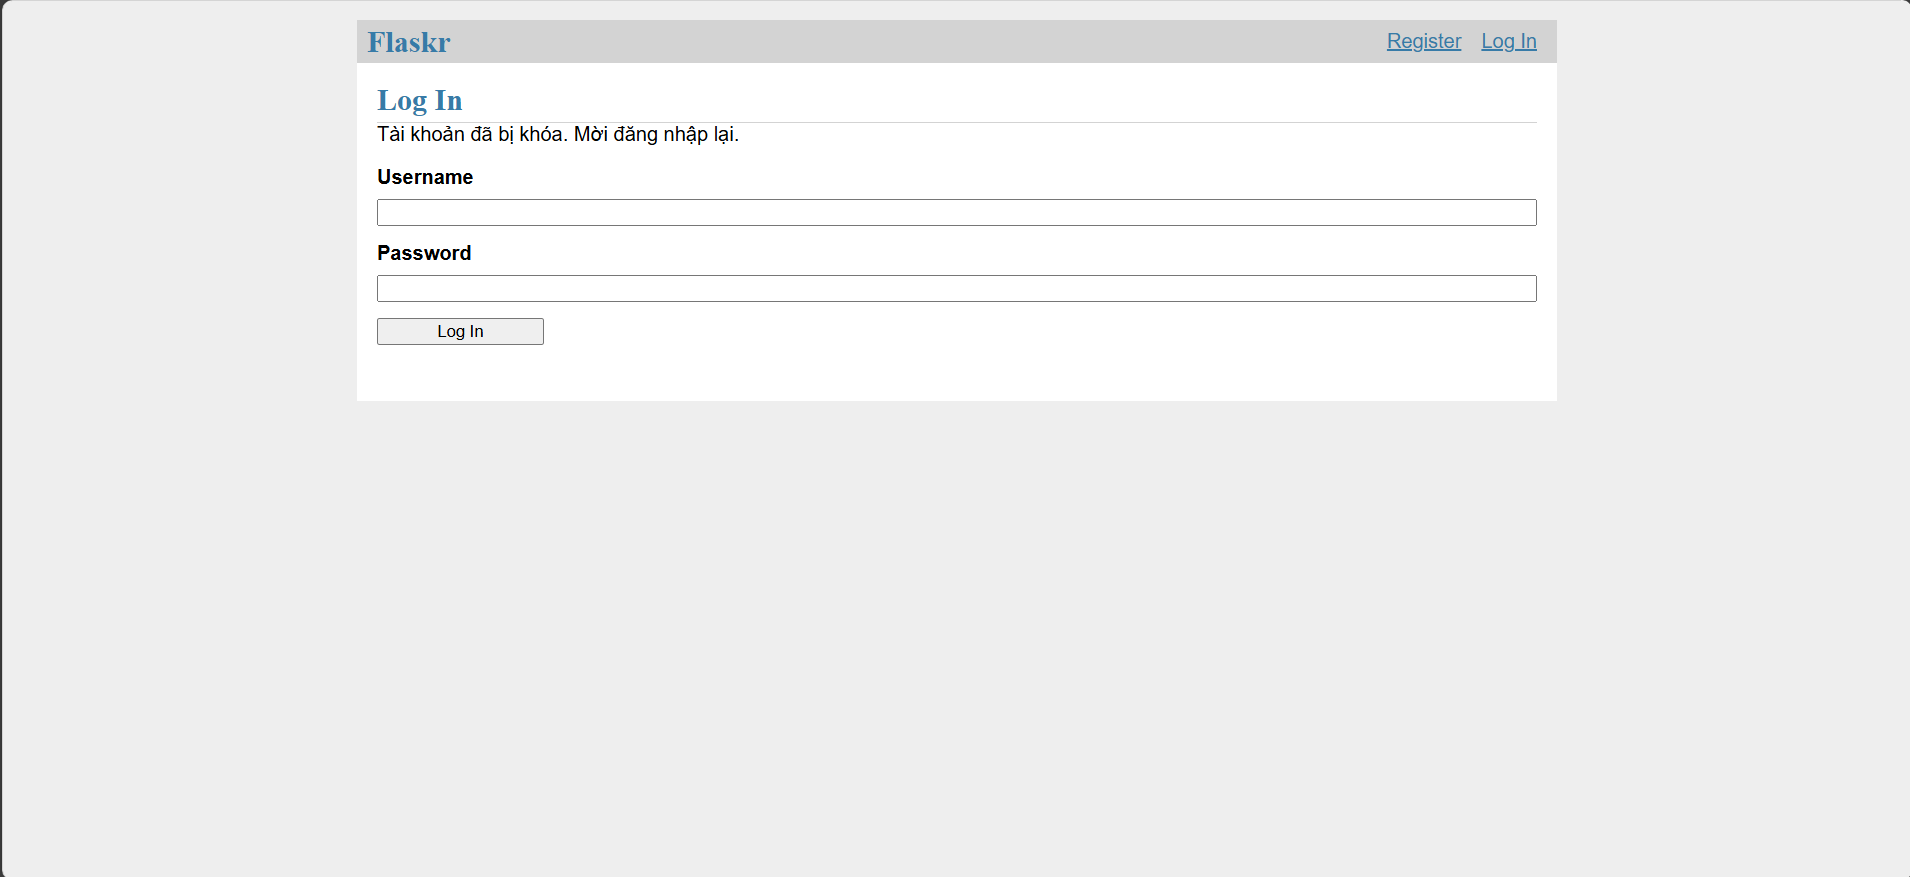 Flaskr
Register Log In
Log In
Tài khoản đã bị khóa. Mời đăng nhập lại.
Username
Password
Log In